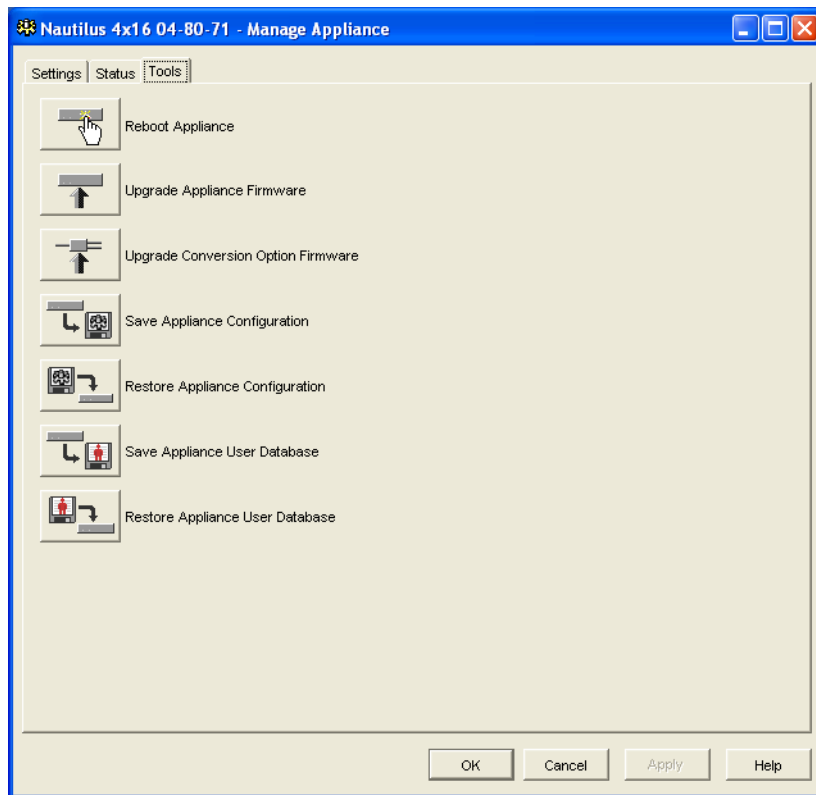 Nautilus 4x16 04-80-71 - Manage Appliance
Settings Status Tools
Reboot Appliance
Upgrade Appliance Firmware
Upgrade Conversion Option Firmware
Save Appliance Configuration
Restore Appliance Configuration
Save Appliance User Database
Restore Appliance User Database
OK Cancel Apply Help